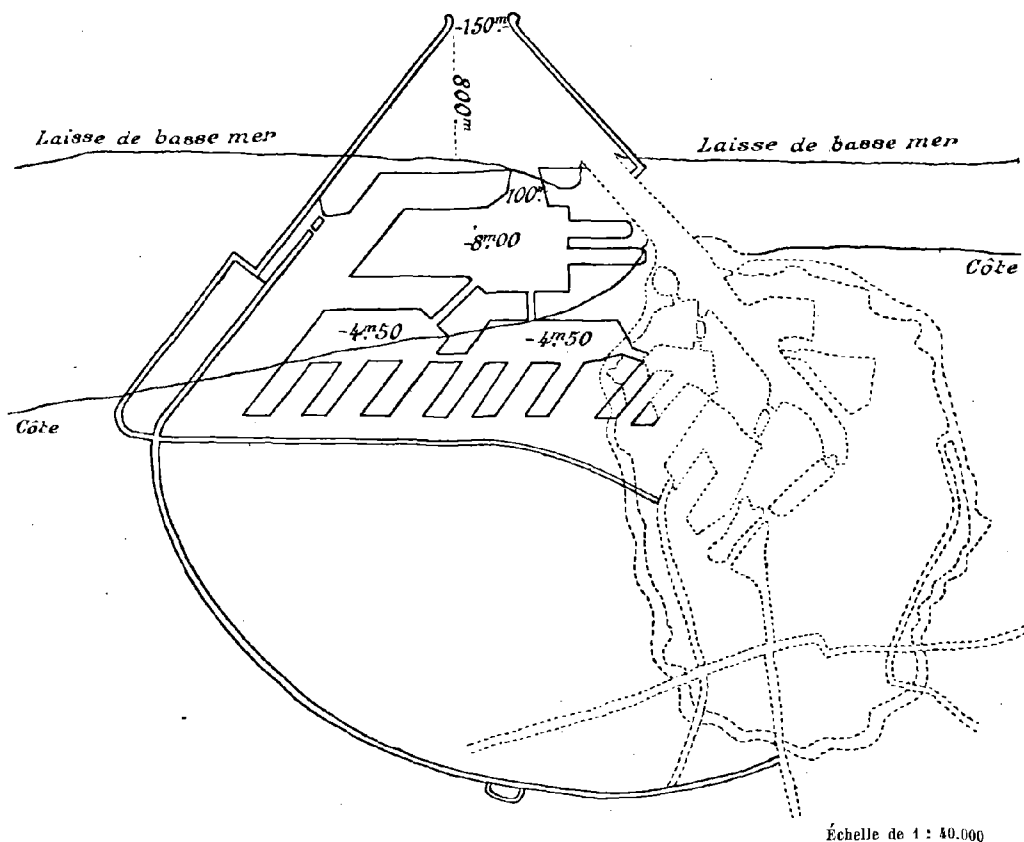 -150.m-
800m
Laisse de basse mer
Laisse de basse mer
100m.
-8m00
Côte
-4m50
-4m50
Côte
Échelle de 1 : 40.000